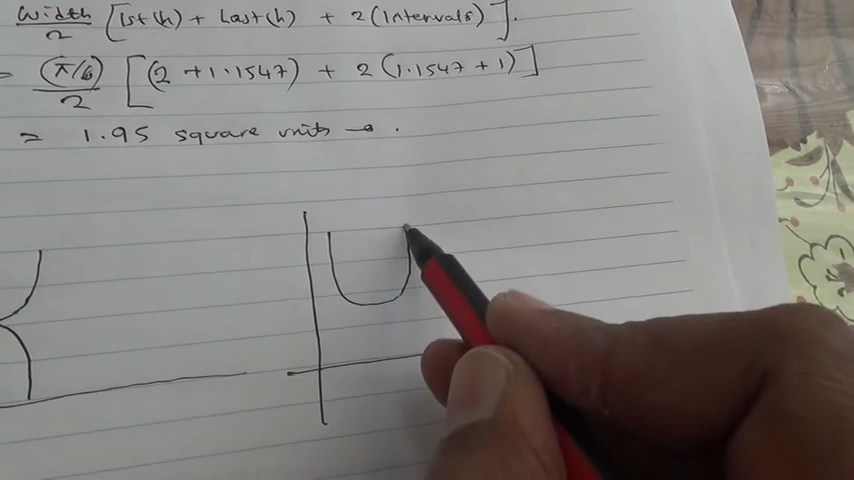 Width/2 [1st(h) + Last(h) + 2(Intervals)].
= (π/6)/2 [(2 + 1.1547) + 2(1.1547 + 1)]
= 1.95 square units